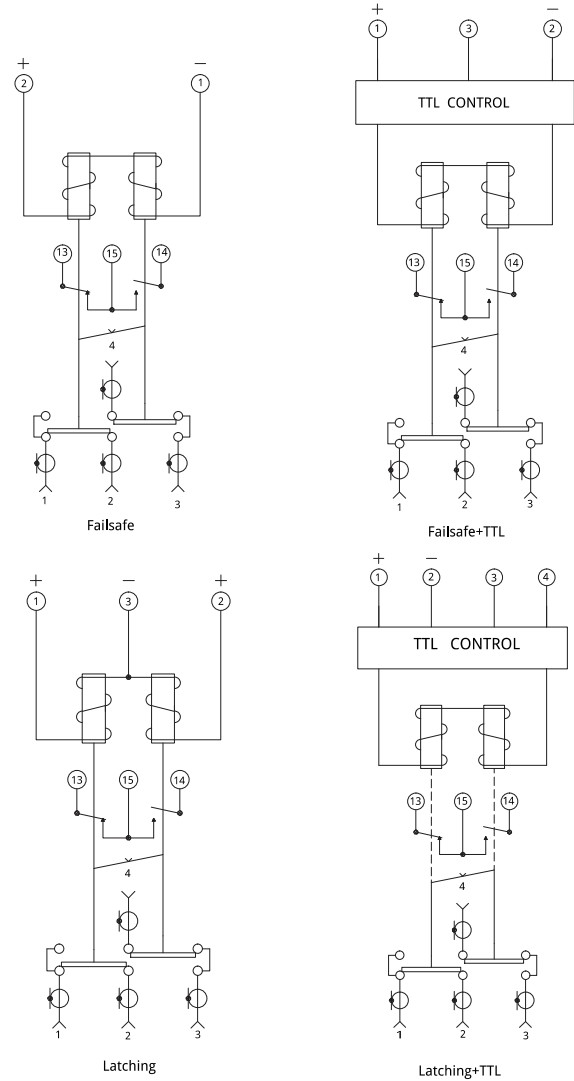 + −
2 1
13 15 14
4
1 2 3
Failsafe
+ −
1 3 2
TTL CONTROL
13 15 14
4
1 2 3
Failsafe+TTL
+ − +
1 3 2
13 15 14
4
1 2 3
Latching
+ −
1 2 3 4
TTL CONTROL
13 15 14
4
1 2 3
Latching+TTL